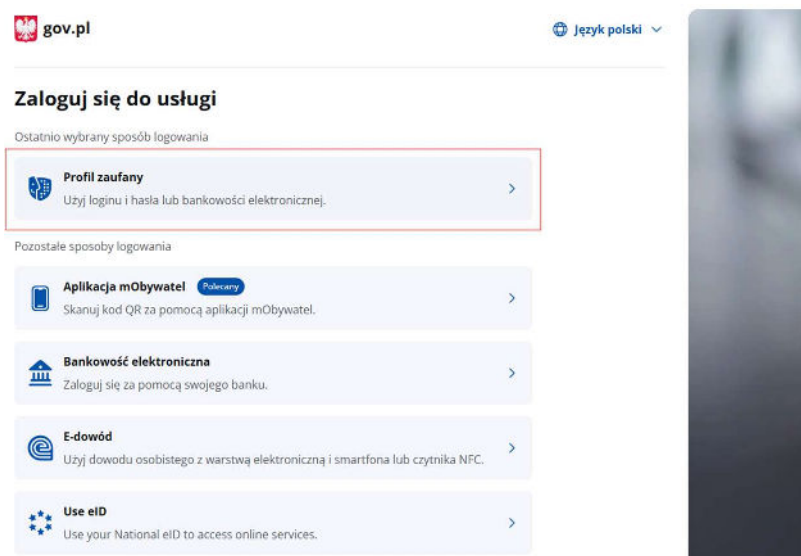 gov.pl
Język polski
Zaloguj się do usługi
Ostatnio wybrany sposób logowania
Profil zaufany
Użyj loginu i hasła lub bankowości elektronicznej.
Pozostałe sposoby logowania
Aplikacja mObywatel Polecany
Skanuj kod QR za pomocą aplikacji mObywatel.
Bankowość elektroniczna
Zaloguj się za pomocą swojego banku.
E-dowód
Użyj dowodu osobistego z warstwą elektroniczną i smartfona lub czytnika NFC.
Use eID
Use your National eID to access online services.